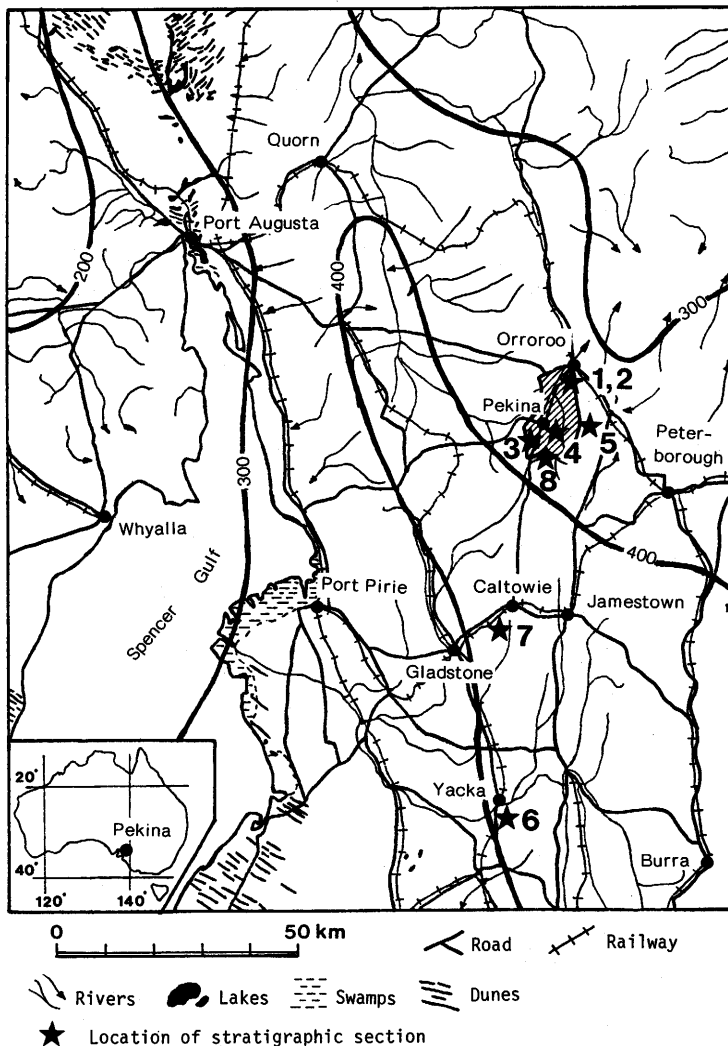 Quorn
Port Augusta
200
400
300
Orroroo
1,2
Pekina
3
4
5
8
Peter-
borough
300
Whyalla
Spencer Gulf
400
Port Pirie
Caltowie
Jamestown
7
Gladstone
Yacka
6
Burra
20°
Pekina
40°
120°
140°
0 50 km
Road
Railway
Rivers
Lakes
Swamps
Dunes
Location of stratigraphic section